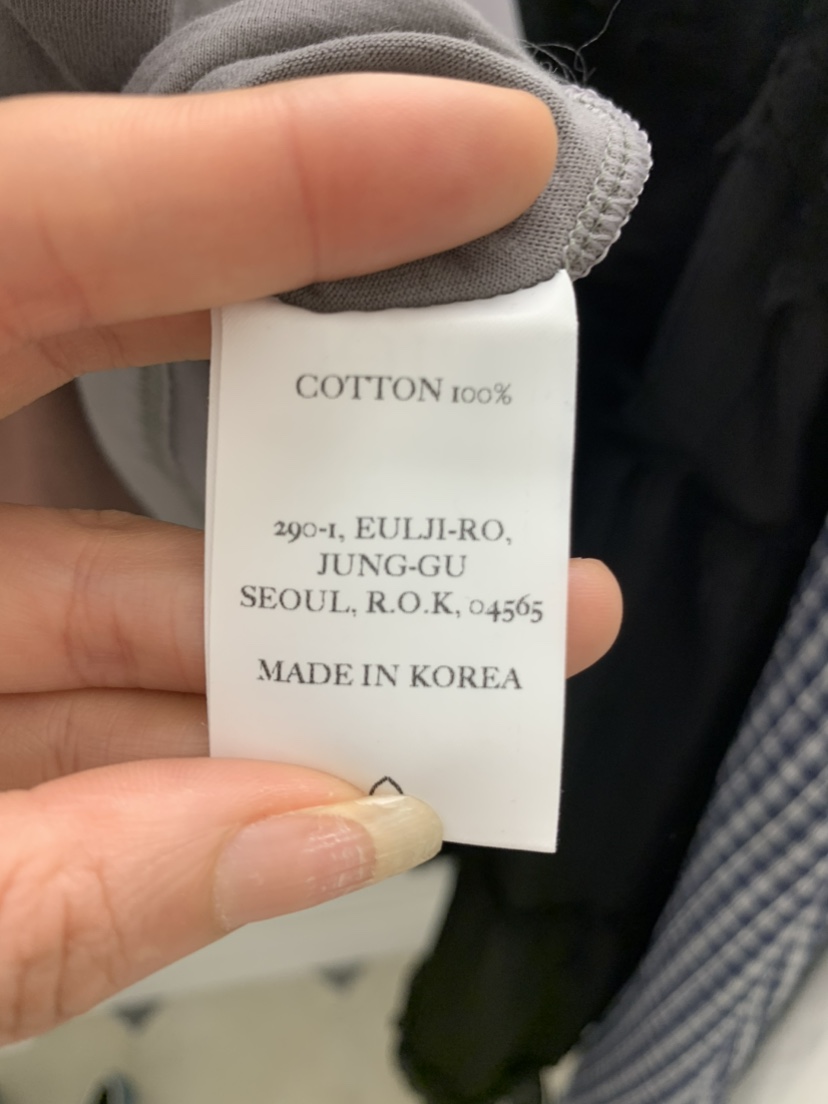 COTTON 100%
290-1, EULJI-RO,
JUNG-GU
SEOUL, R.O.K, 04565
MADE IN KOREA